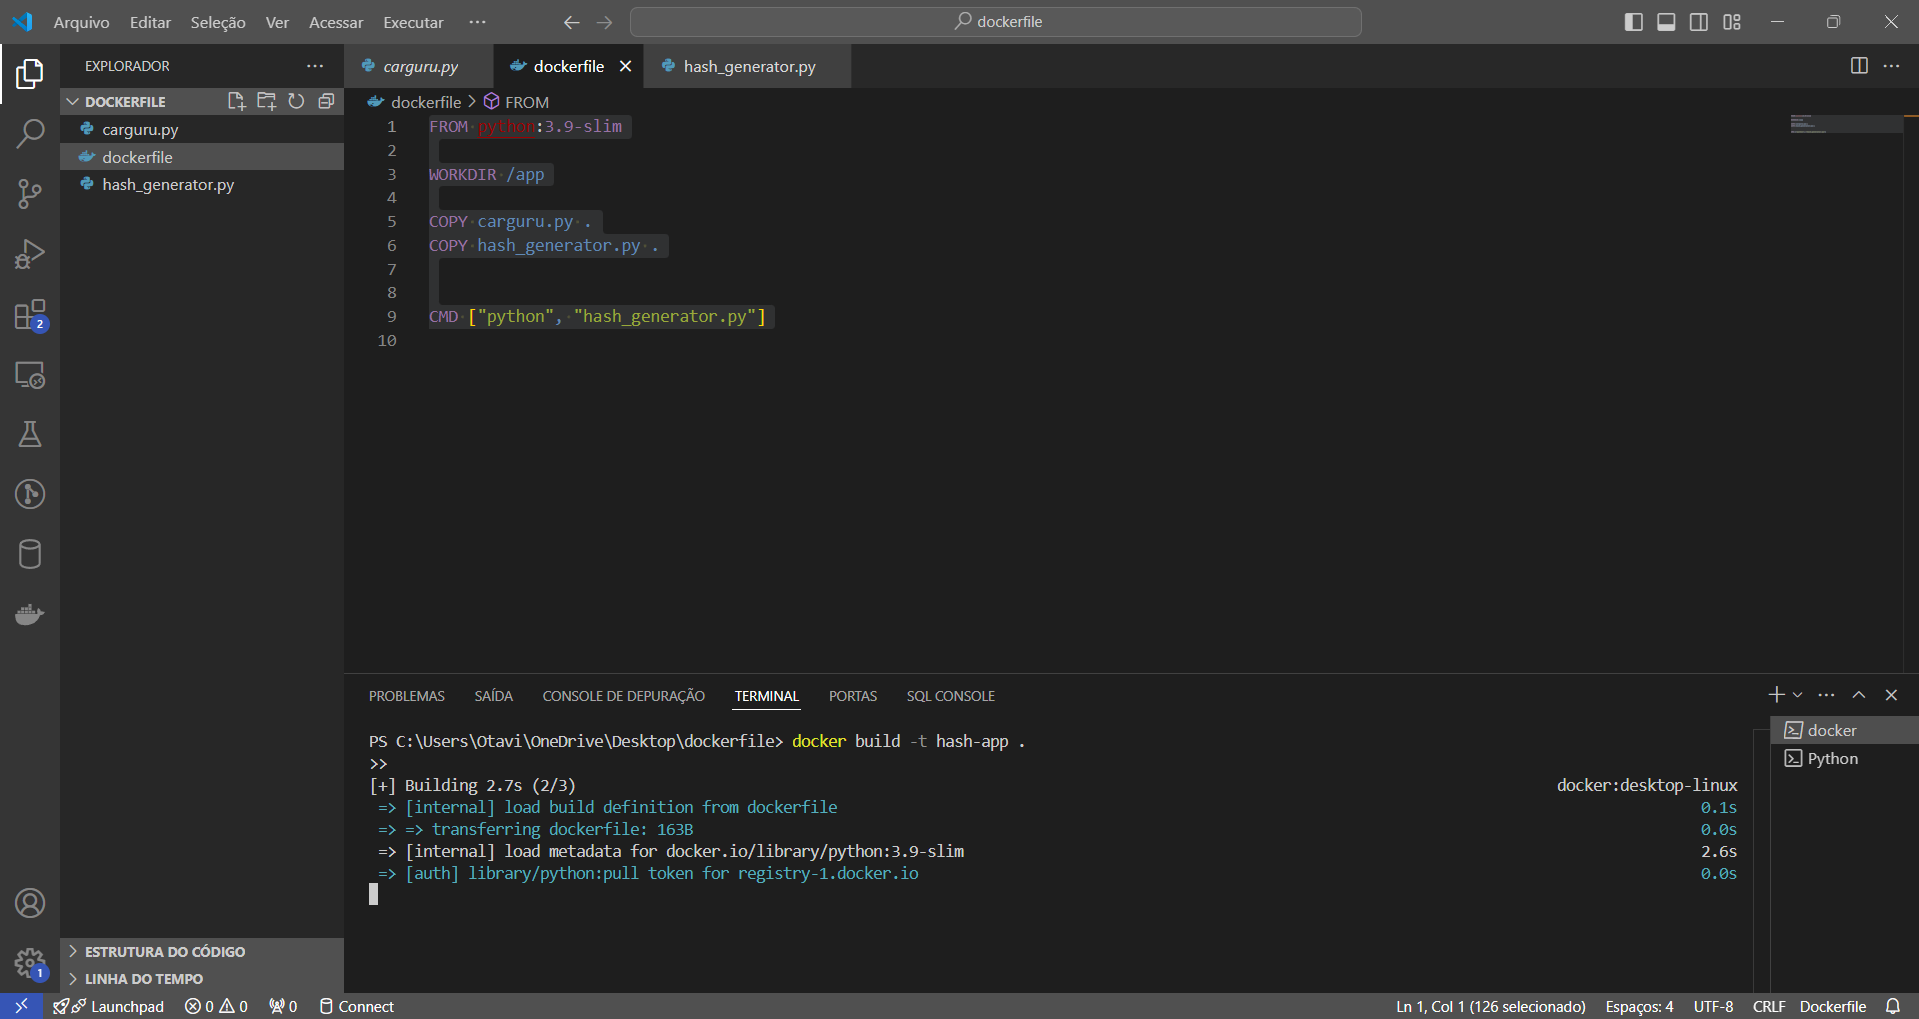 Arquivo Editar Seleção Ver Acessar Executar ··· dockerfile
EXPLORADOR ···
DOCKERFILE
carguru.py
dockerfile
hash_generator.py
ESTRUTURA DO CÓDIGO
LINHA DO TEMPO
2
1
carguru.py dockerfile hash_generator.py
dockerfile > FROM
1 FROM python:3.9-slim
2
3 WORKDIR /app
4
5 COPY carguru.py .
6 COPY hash_generator.py .
7
8
9 CMD ["python", "hash_generator.py"]
10
PROBLEMAS SAÍDA CONSOLE DE DEPURAÇÃO TERMINAL PORTAS SQL CONSOLE
PS C:\Users\Otavi\OneDrive\Desktop\dockerfile> docker build -t hash-app .
>>
[+] Building 2.7s (2/3) docker:desktop-linux
=> [internal] load build definition from dockerfile 0.1s
=> => transferring dockerfile: 163B 0.0s
=> [internal] load metadata for docker.io/library/python:3.9-slim 2.6s
=> [auth] library/python:pull token for registry-1.docker.io 0.0s
docker
Python
Launchpad 0 0 0 Connect Ln 1, Col 1 (126 selecionado) Espaços: 4 UTF-8 CRLF Dockerfile